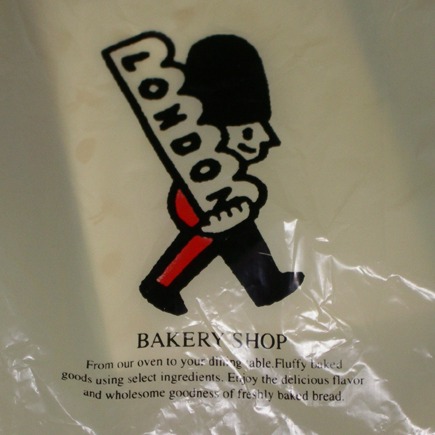 LONDON
BAKERY SHOP
From our oven to your dining table.Fluffy baked
goods using select ingredients. Enjoy the delicious flavor
and wholesome goodness of freshly baked bread.